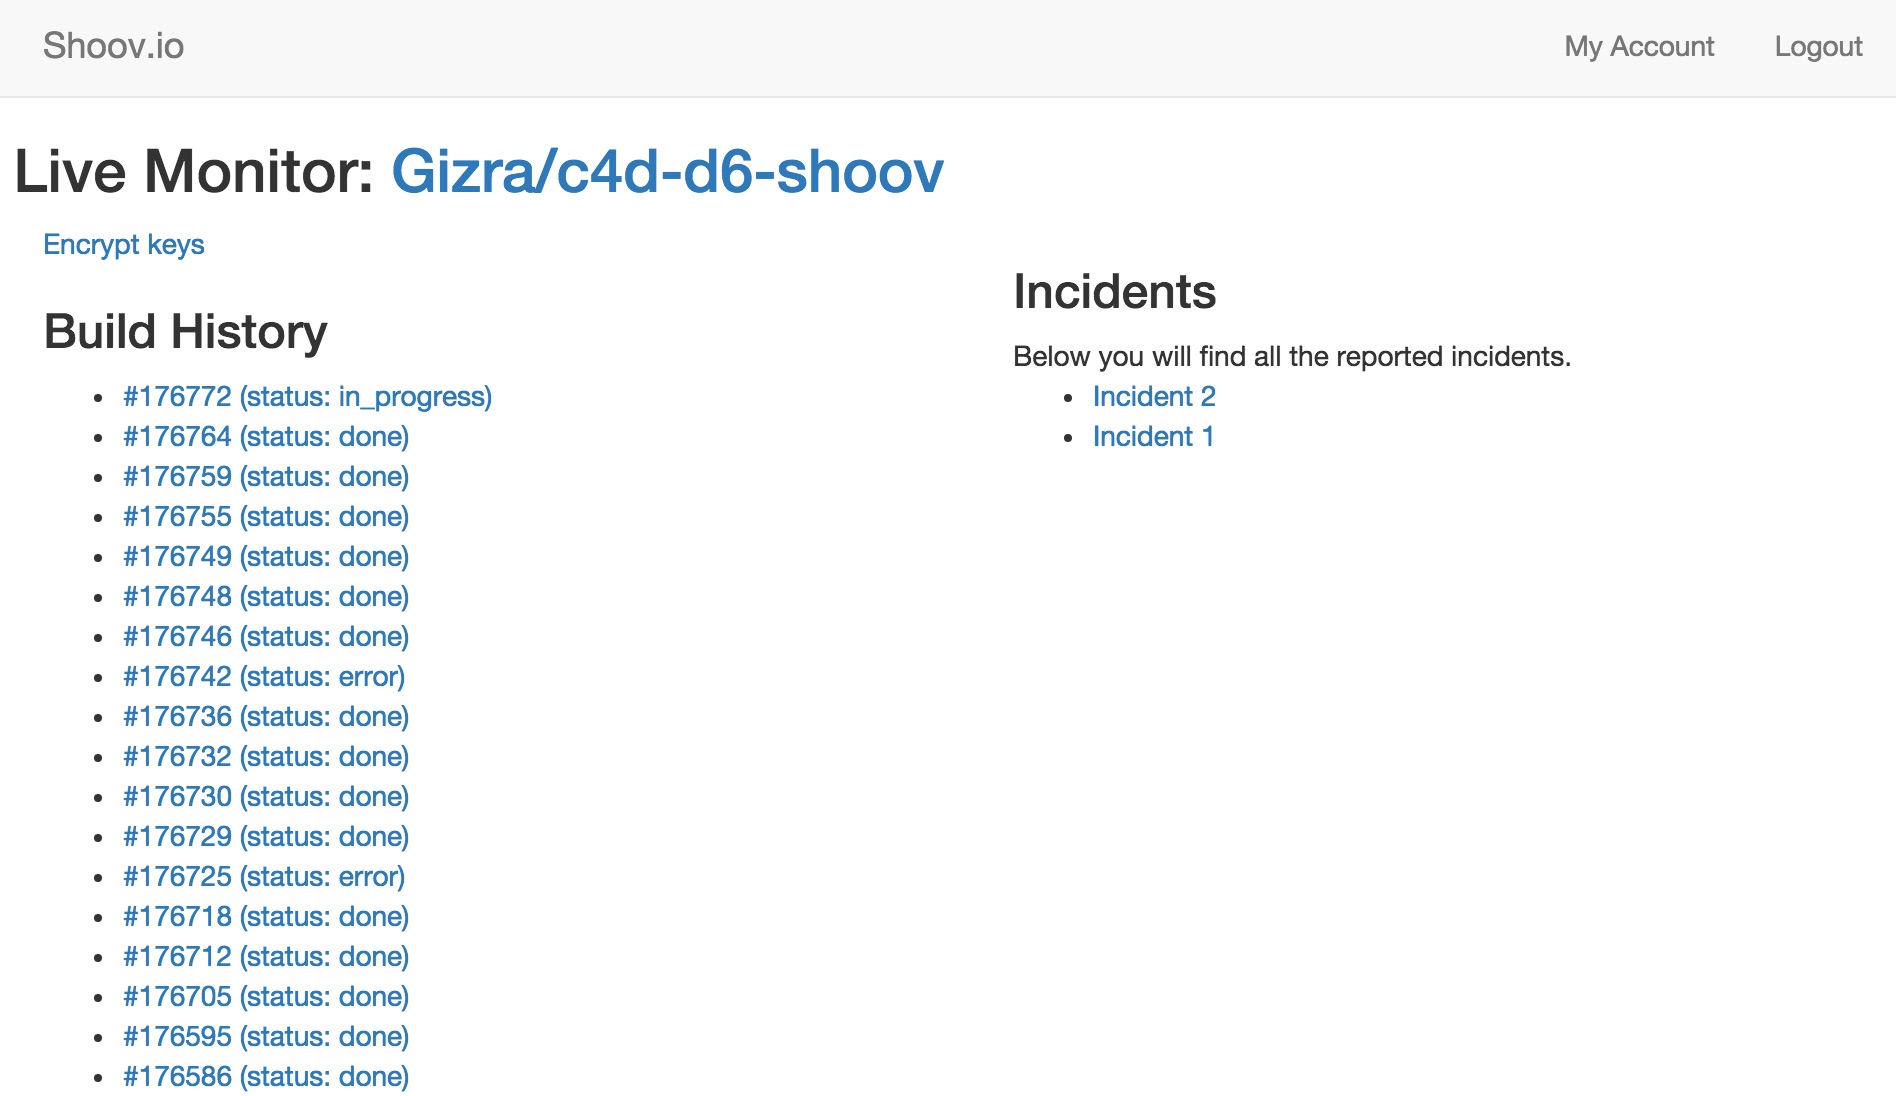 Shoov.io
My Account
Logout
Live Monitor: Gizra/c4d-d6-shoov
Encrypt keys
Build History
#176772 (status: in_progress)
#176764 (status: done)
#176759 (status: done)
#176755 (status: done)
#176749 (status: done)
#176748 (status: done)
#176746 (status: done)
#176742 (status: error)
#176736 (status: done)
#176732 (status: done)
#176730 (status: done)
#176729 (status: done)
#176725 (status: error)
#176718 (status: done)
#176712 (status: done)
#176705 (status: done)
#176595 (status: done)
#176586 (status: done)
Incidents
Below you will find all the reported incidents.
Incident 2
Incident 1